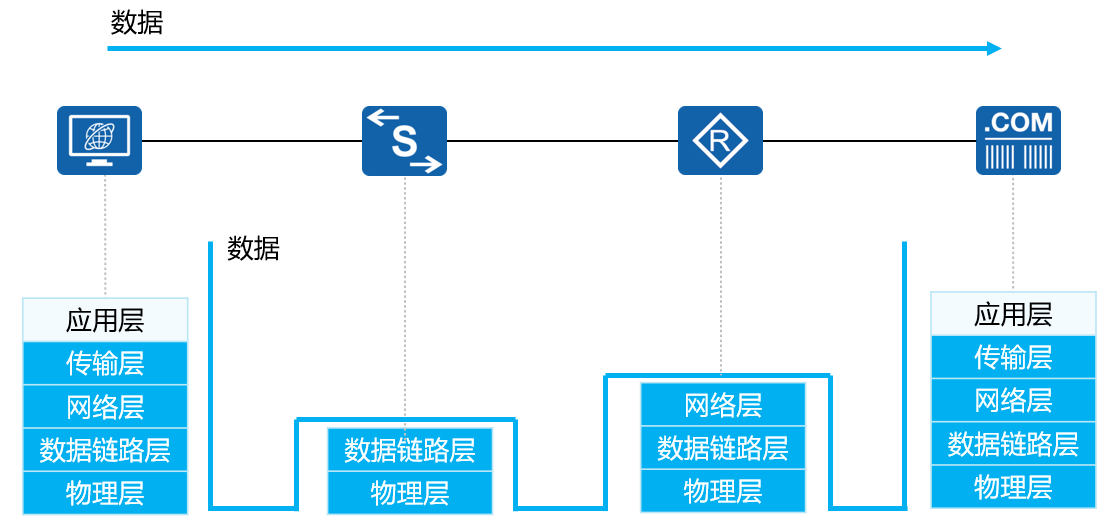 数据
S
R
.COM
数据
应用层
传输层
网络层
数据链路层
物理层
数据链路层
物理层
网络层
数据链路层
物理层
应用层
传输层
网络层
数据链路层
物理层